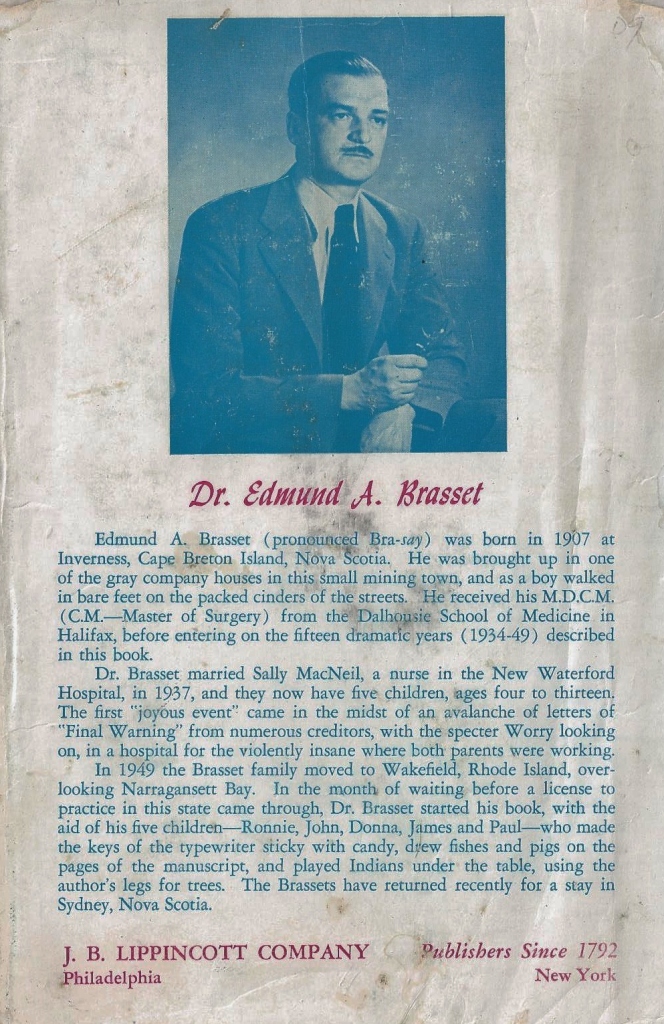 Dr. Edmund A. Brasset
Edmund A. Brasset (pronounced Bra-say) was born in 1907 at
Inverness, Cape Breton Island, Nova Scotia. He was brought up in one
of the gray company houses in this small mining town, and as a boy walked
in bare feet on the packed cinders of the streets. He received his M.D.C.M.
(C.M.—Master of Surgery) from the Dalhousie School of Medicine in
Halifax, before entering on the fifteen dramatic years (1934-49) described
in this book.
Dr. Brasset married Sally MacNeil, a nurse in the New Waterford
Hospital, in 1937, and they now have five children, ages four to thirteen.
The first "joyous event" came in the midst of an avalanche of letters of
"Final Warning" from numerous creditors, with the specter Worry looking
on, in a hospital for the violently insane where both parents were working.
In 1949 the Brasset family moved to Wakefield, Rhode Island, over-
looking Narragansett Bay. In the month of waiting before a license to
practice in this state came through, Dr. Brasset started his book, with the
aid of his five children—Ronnie, John, Donna, James and Paul—who made
the keys of the typewriter sticky with candy, drew fishes and pigs on the
pages of the manuscript, and played Indians under the table, using the
author's legs for trees. The Brassets have returned recently for a stay in
Sydney, Nova Scotia.
J. B. LIPPINCOTT COMPANY Publishers Since 1792
Philadelphia New York